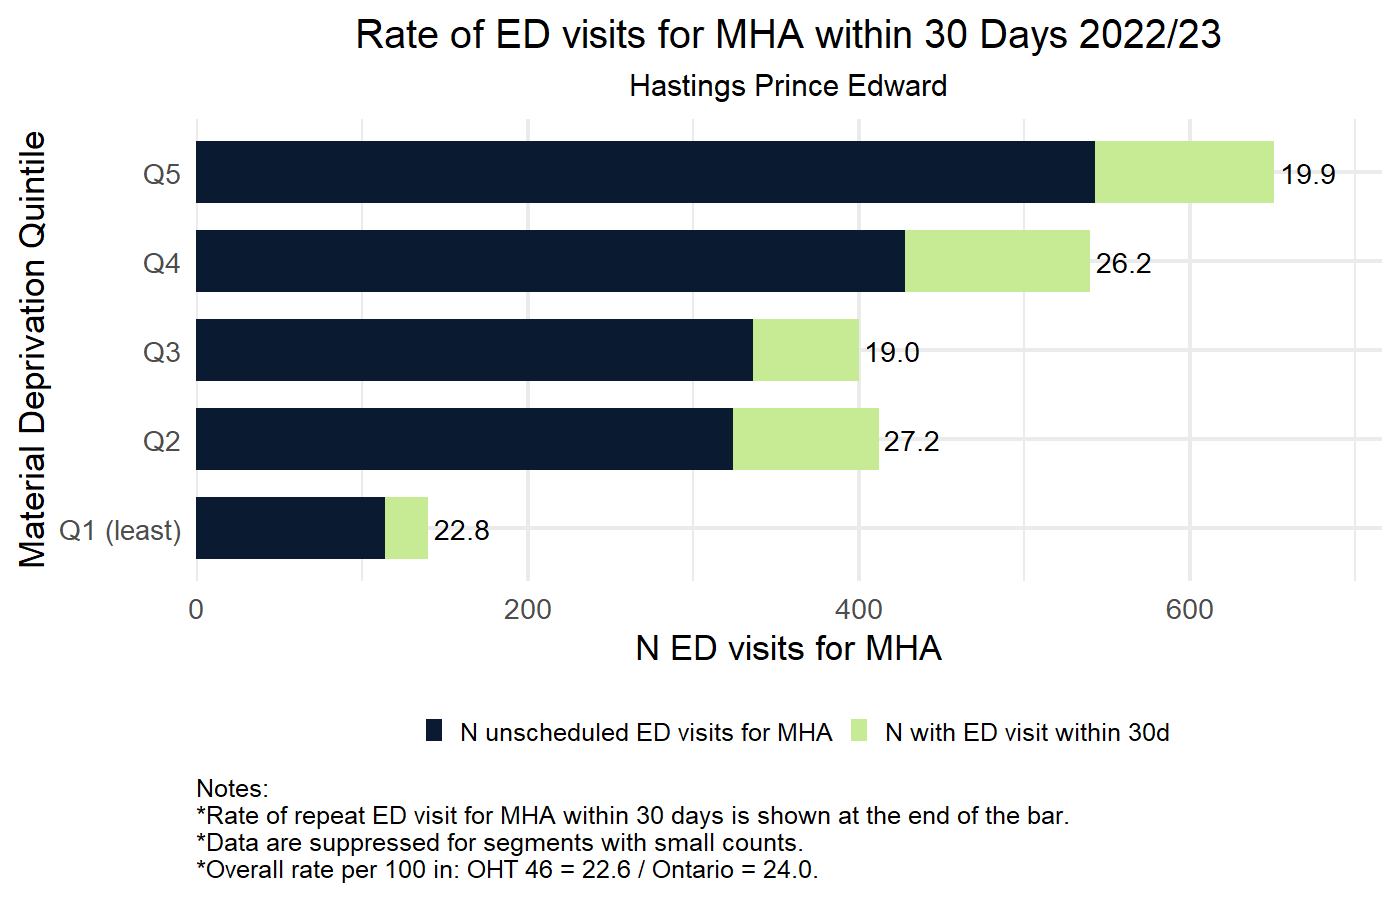 Rate of ED visits for MHA within 30 Days 2022/23
Hastings Prince Edward
Material Deprivation Quintile
Q5
19.9
Q4
26.2
Q3
19.0
Q2
27.2
Q1 (least)
22.8
0 200 400 600
N ED visits for MHA
N unscheduled ED visits for MHA N with ED visit within 30d
Notes:
*Rate of repeat ED visit for MHA within 30 days is shown at the end of the bar.
*Data are suppressed for segments with small counts.
*Overall rate per 100 in: OHT 46 = 22.6 / Ontario = 24.0.